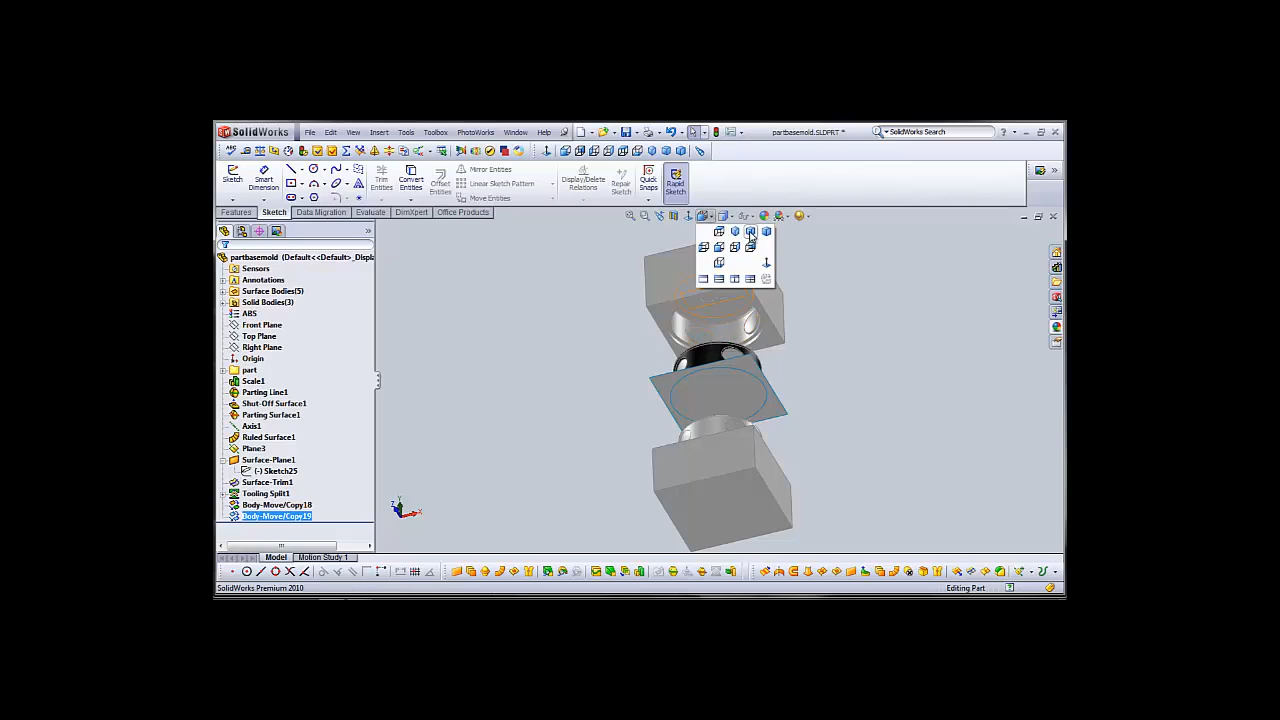 SolidWorks File Edit View Insert Tools Toolbox PhotoWorks Window Help partbasemold.SLDPRT * SolidWorks Search
Sketch Smart Dimension Trim Entities Convert Entities Offset Entities Mirror Entities Linear Sketch Pattern Move Entities Display/Delete Relations Repair Sketch Quick Snaps Rapid Sketch
Features Sketch Data Migration Evaluate DimXpert Office Products
partbasemold (Default<<Default>_Displa
Sensors
Annotations
Surface Bodies(5)
Solid Bodies(3)
ABS
Front Plane
Top Plane
Right Plane
Origin
part
Scale1
Parting Line1
Shut-Off Surface1
Parting Surface1
Axis1
Ruled Surface1
Plane3
Surface-Plane1
(-) Sketch25
Surface-Trim1
Tooling Split1
Body-Move/Copy18
Body-Move/Copy19
Y
X
Model Motion Study 1
SolidWorks Premium 2010 Editing Part